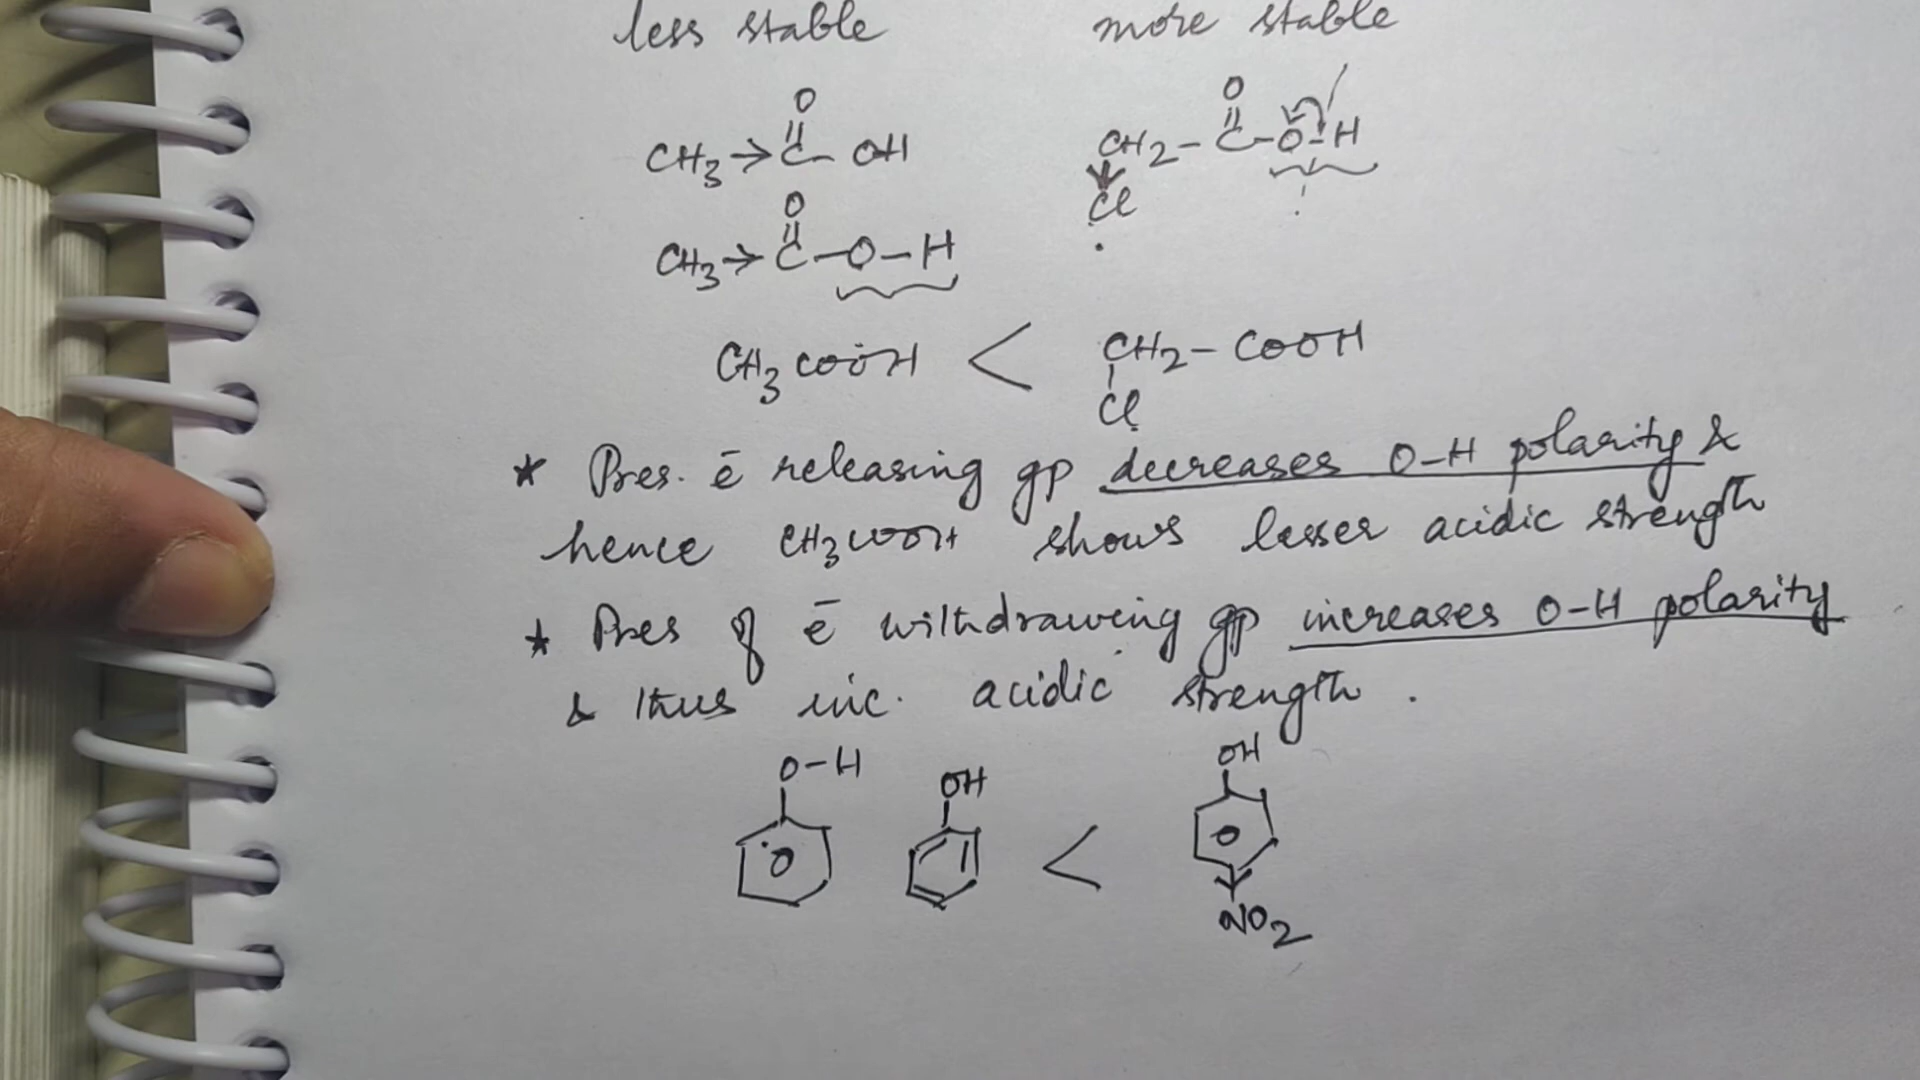 less stable more stable
O O
CH3→C-OH CH2-C-O-H
Cl
O
CH3→C-O-H
CH3COOH < CH2-COOH
Cl
* Pres. ē releasing gp decreases O-H polarity &
hence CH3COOH shows lesser acidic strength
* Pres of ē withdrawing gp increases O-H polarity
& thus inc. acidic strength.
O-H OH < OH
NO2